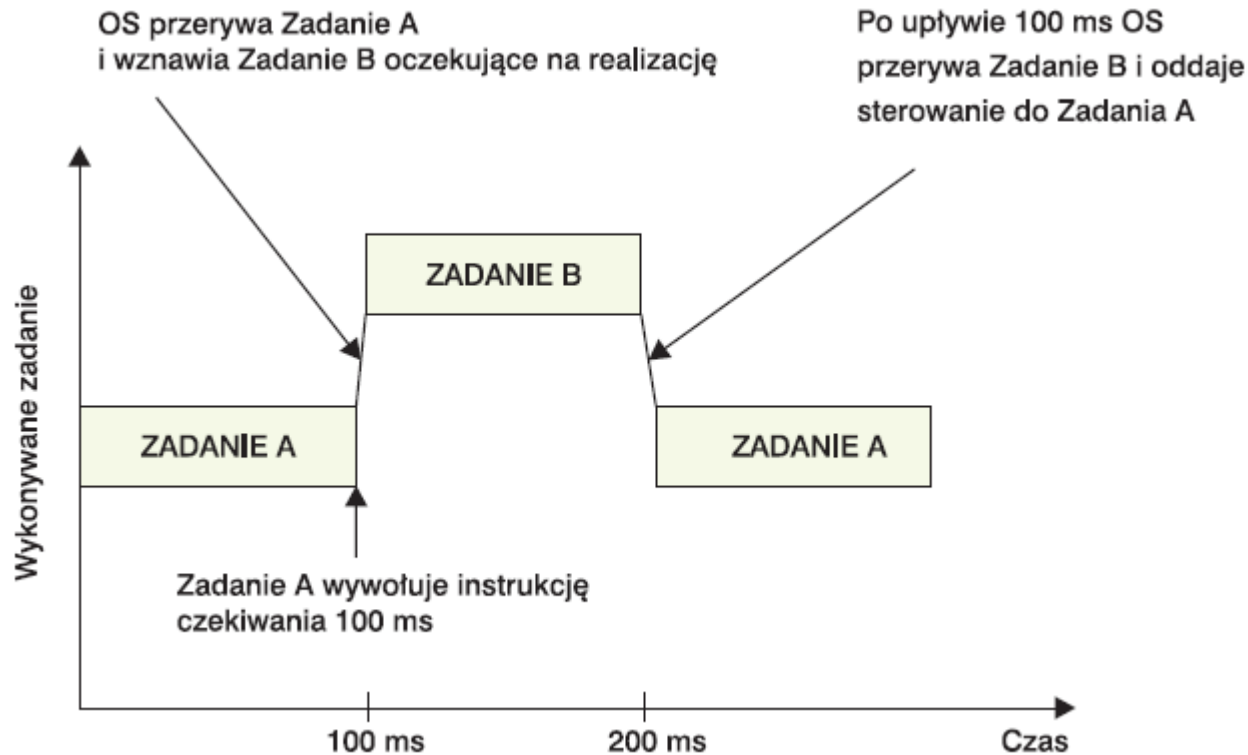 OS przerywa Zadanie A
i wznawia Zadanie B oczekujące na realizację
Po upływie 100 ms OS
przerywa Zadanie B i oddaje
sterowanie do Zadania A
Wykonywane zadanie
ZADANIE B
ZADANIE A
ZADANIE A
Zadanie A wywołuje instrukcję
czekiwania 100 ms
100 ms
200 ms
Czas